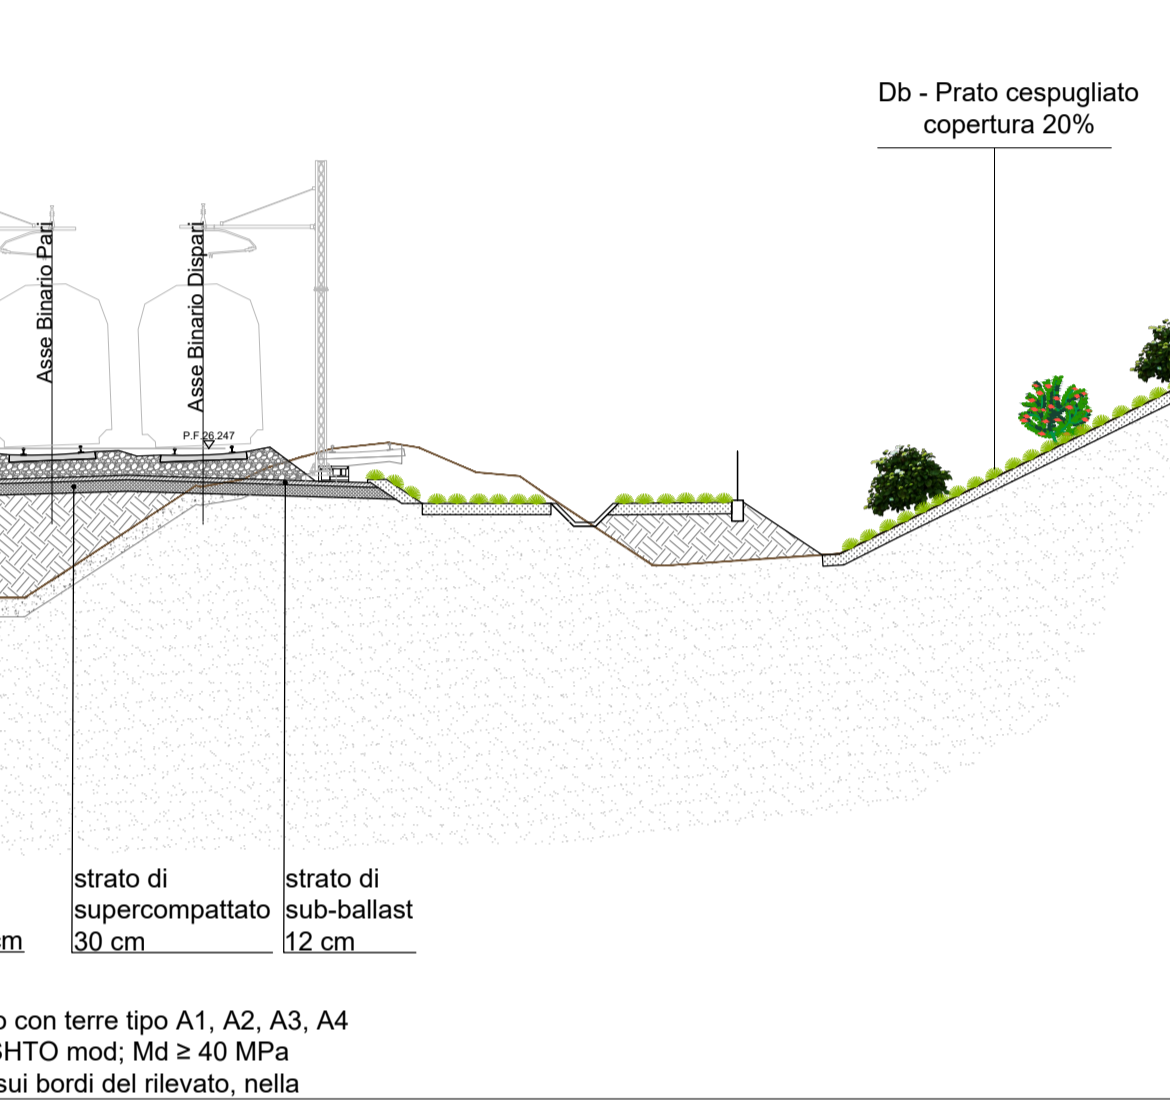 Db - Prato cespugliato
copertura 20%
Asse Binario Pari
Asse Binario Dispari
P.F.26.247
strato di
supercompattato
30 cm
strato di
sub-ballast
12 cm
cm
con terre tipo A1, A2, A3, A4
SHTO mod; Md ≥ 40 MPa
sui bordi del rilevato, nella